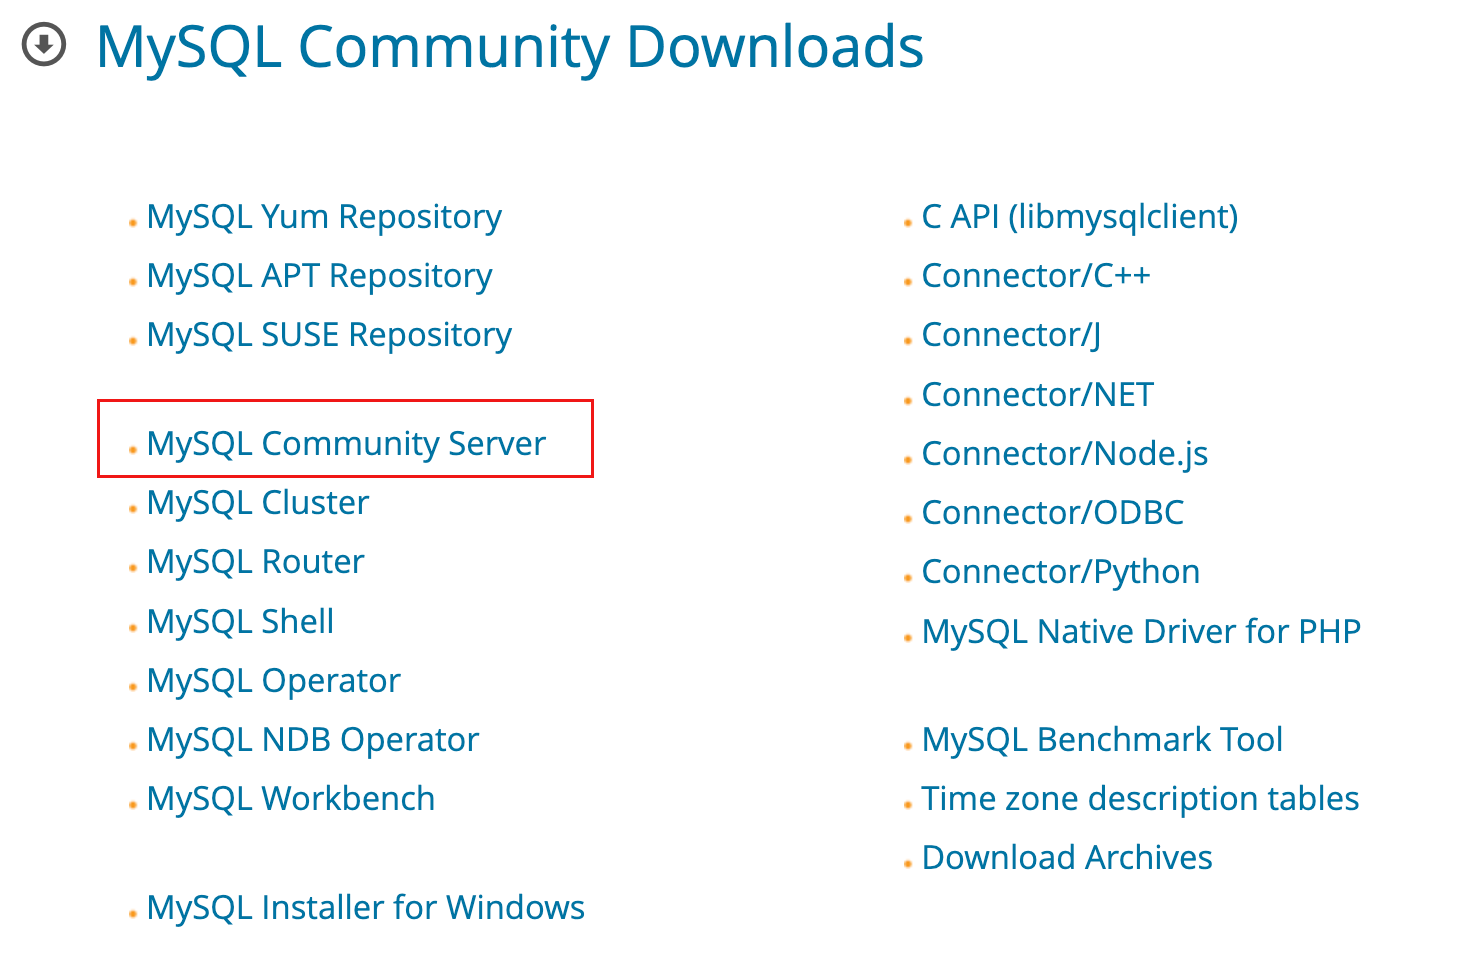 MySQL Community Downloads
MySQL Yum Repository
MySQL APT Repository
MySQL SUSE Repository
MySQL Community Server
MySQL Cluster
MySQL Router
MySQL Shell
MySQL Operator
MySQL NDB Operator
MySQL Workbench
MySQL Installer for Windows
C API (libmysqlclient)
Connector/C++
Connector/J
Connector/NET
Connector/Node.js
Connector/ODBC
Connector/Python
MySQL Native Driver for PHP
MySQL Benchmark Tool
Time zone description tables
Download Archives